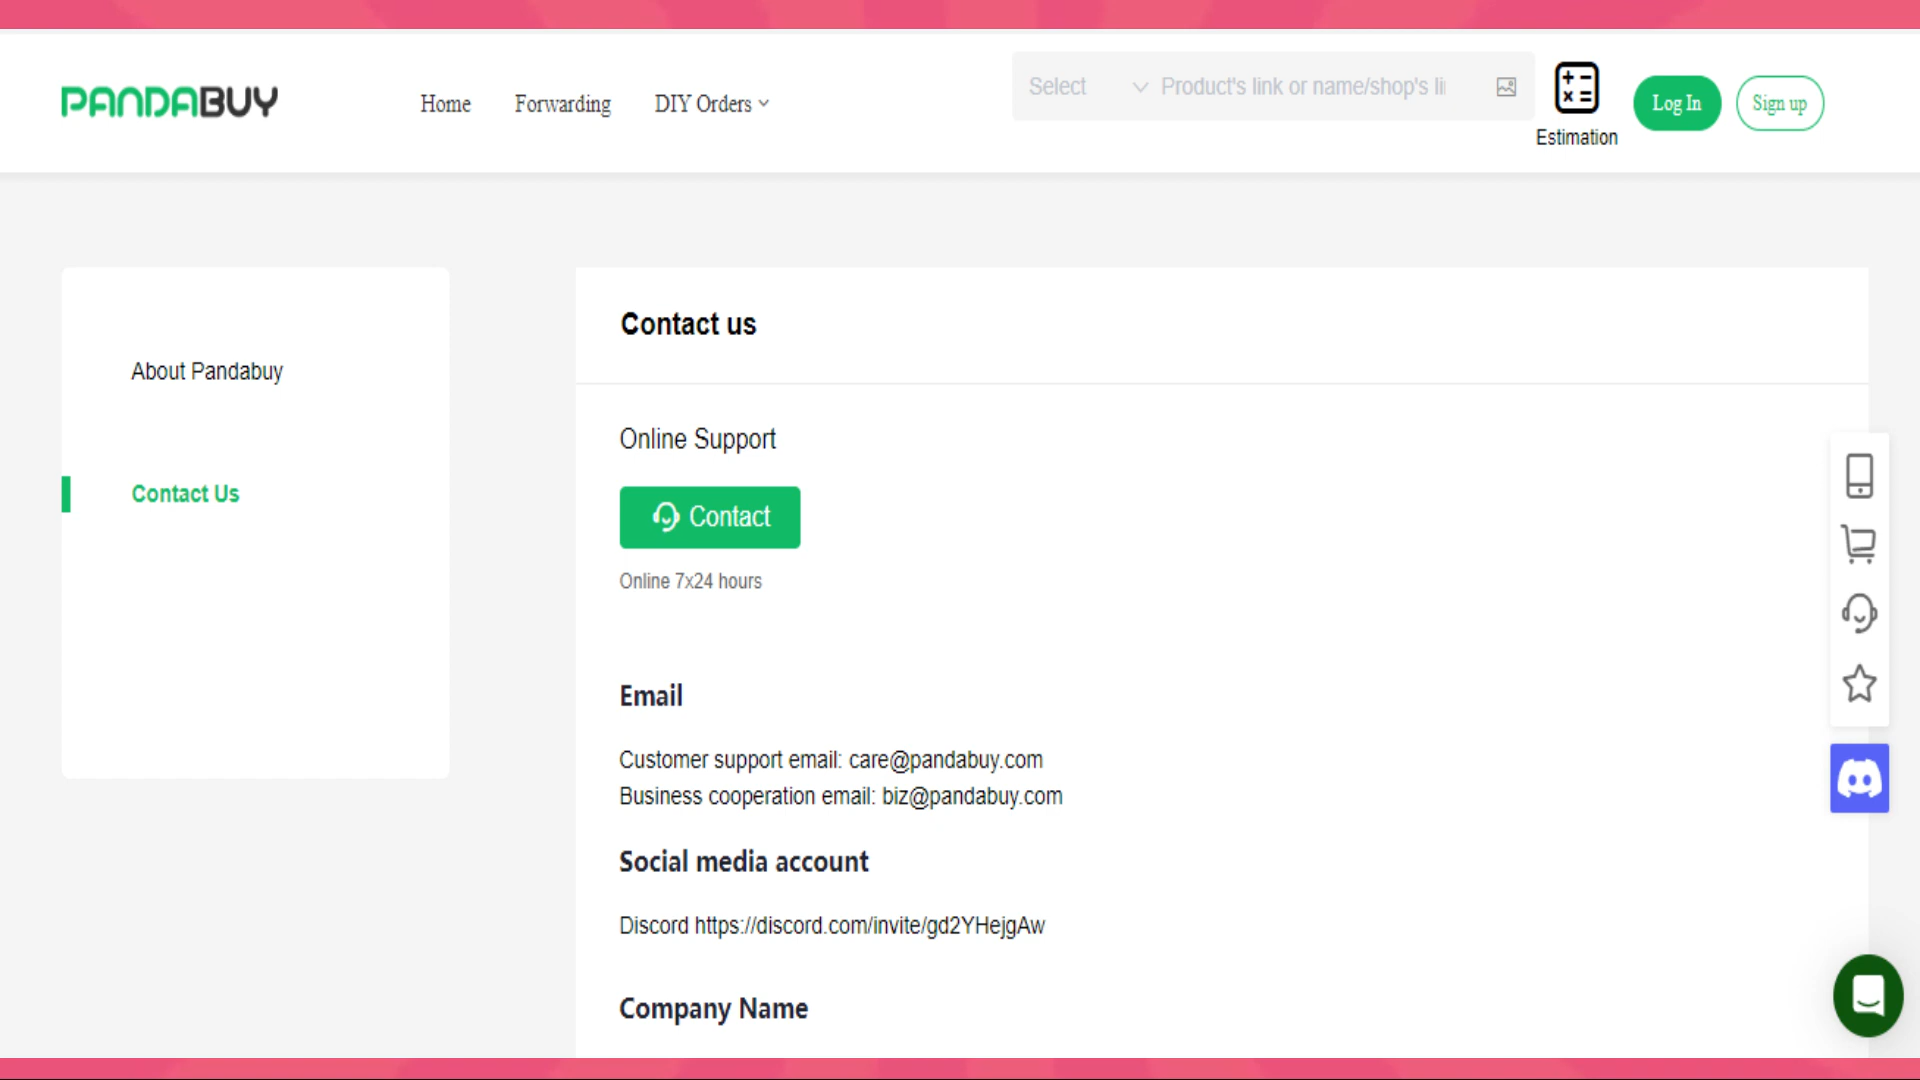 PANDABUY
Home
Forwarding
DIY Orders
Select
Product's link or name/shop's li
Estimation
Log In
Sign up
About Pandabuy
Contact Us
Contact us
Online Support
Contact
Online 7x24 hours
Email
Customer support email: care@pandabuy.com
Business cooperation email: biz@pandabuy.com
Social media account
Discord https://discord.com/invite/gd2YHejgAw
Company Name